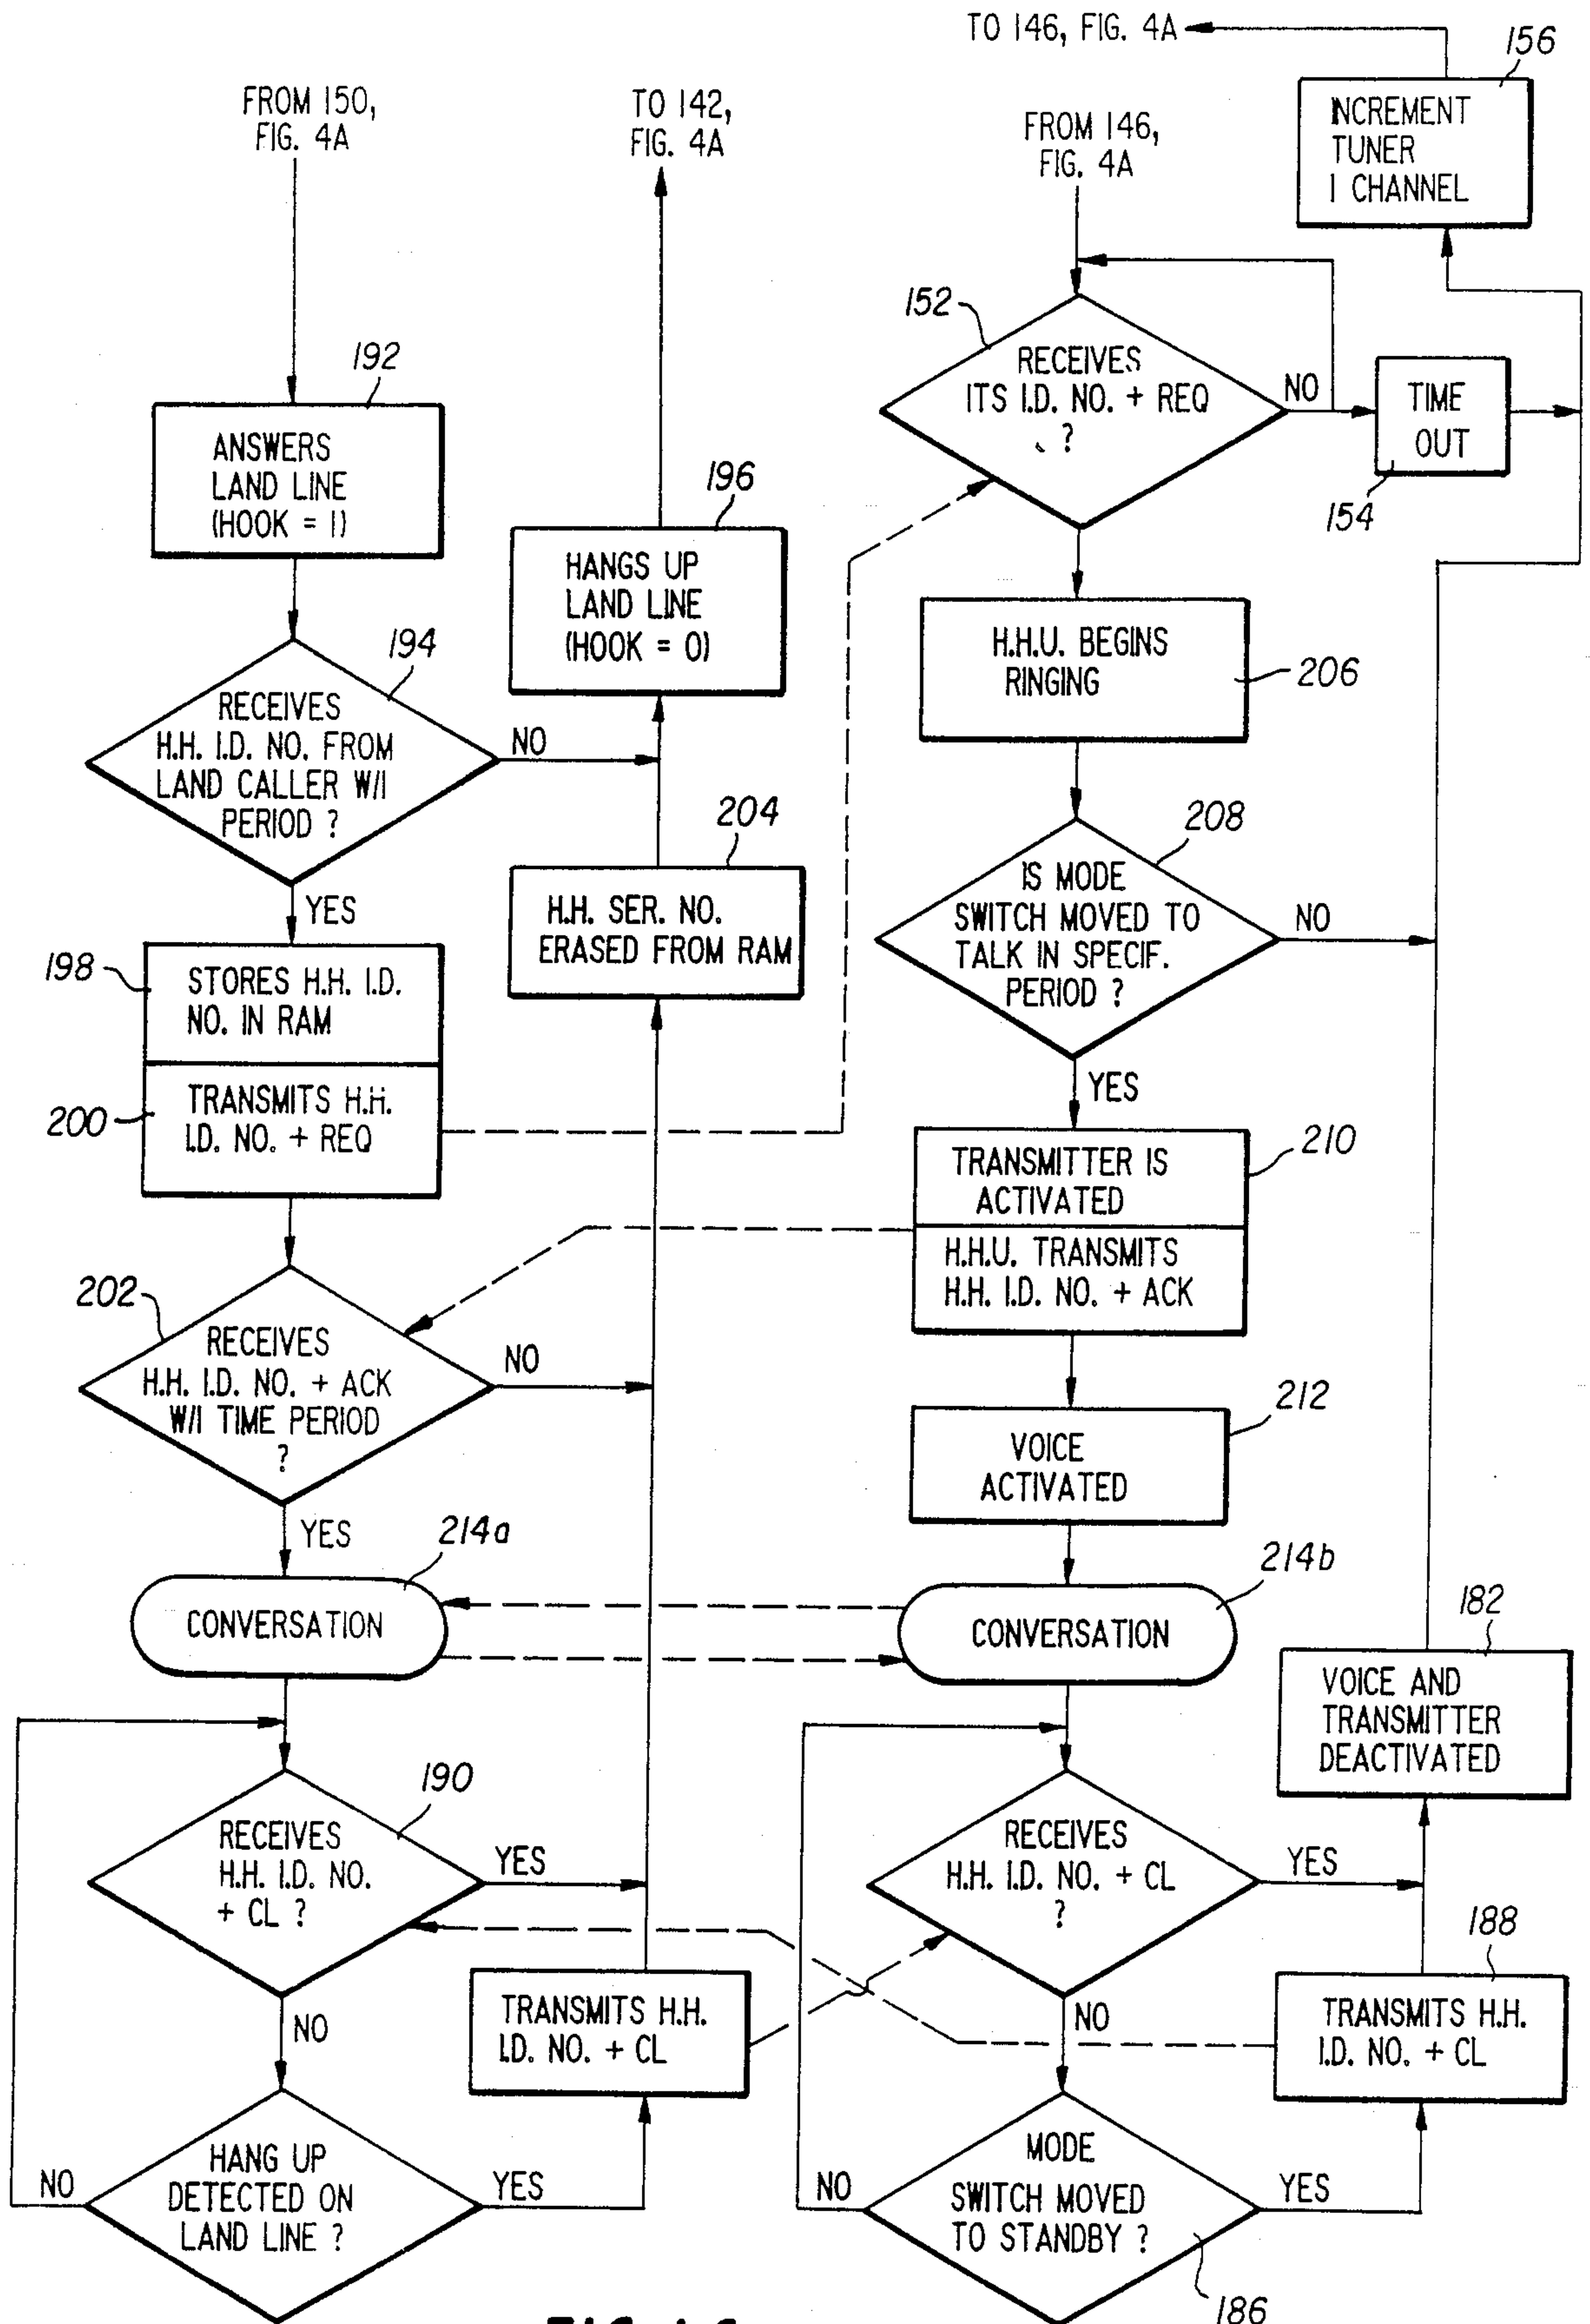 TO 146, FIG. 4A
156
INCREMENT
TUNER
1 CHANNEL
FROM 150,
FIG. 4A
TO 142,
FIG. 4A
FROM 146,
FIG. 4A
192
ANSWERS
LAND LINE
(HOOK = 1)
152
RECEIVES
ITS I.D. NO. + REQ
?
NO
TIME
OUT
154
196
HANGS UP
LAND LINE
(HOOK = 0)
194
RECEIVES
H.H. I.D. NO. FROM
LAND CALLER W/I
PERIOD ?
NO
YES
H.H.U. BEGINS
RINGING
206
204
H.H. SER. NO.
ERASED FROM RAM
208
IS MODE
SWITCH MOVED TO
TALK IN SPECIF.
PERIOD ?
NO
YES
198
STORES H.H. I.D.
NO. IN RAM
200
TRANSMITS H.H.
I.D. NO. + REQ
210
TRANSMITTER IS
ACTIVATED
H.H.U. TRANSMITS
H.H. I.D. NO. + ACK
202
RECEIVES
H.H. I.D. NO. + ACK
W/I TIME PERIOD
?
NO
YES
212
VOICE
ACTIVATED
214a
CONVERSATION
214b
CONVERSATION
182
VOICE AND
TRANSMITTER
DEACTIVATED
190
RECEIVES
H.H. I.D. NO.
+ CL ?
YES
NO
RECEIVES
H.H. I.D. NO. + CL
?
YES
NO
TRANSMITS H.H.
I.D. NO. + CL
188
TRANSMITS H.H.
I.D. NO. + CL
HANG UP
DETECTED ON
LAND LINE ?
NO
YES
MODE
SWITCH MOVED
TO STANDBY ?
NO
YES
186